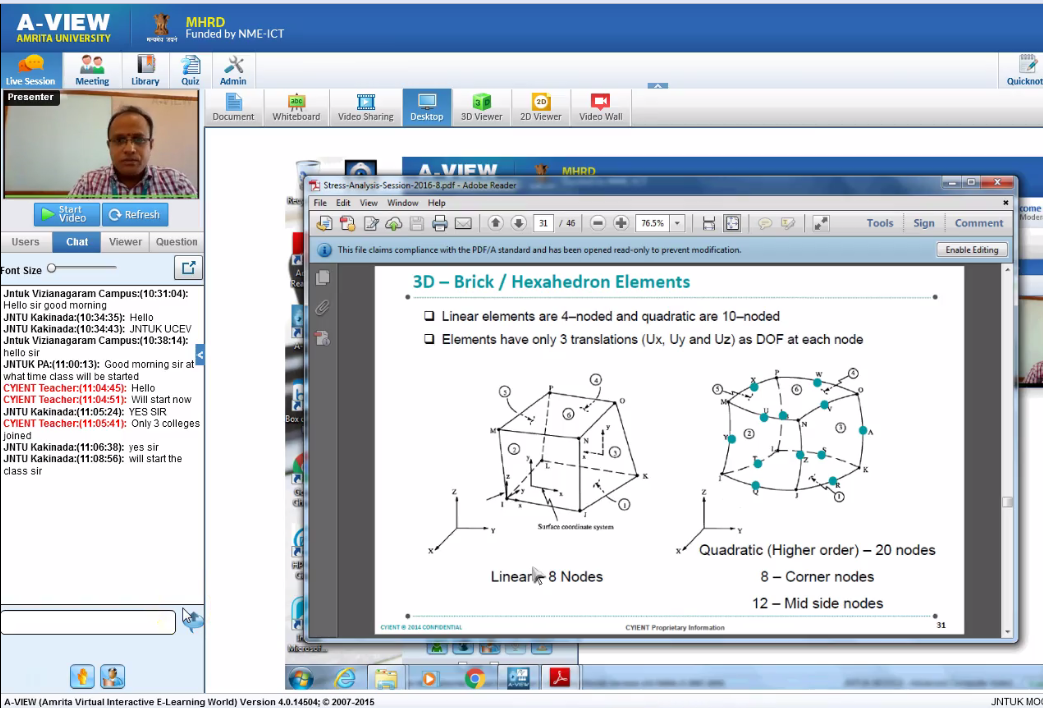 A-VIEW
AMRITA UNIVERSITY
MHRD
Funded by NME-ICT
Live Session
Meeting
Library
Quiz
Admin
Quicknot
Presenter
Document
Whiteboard
Video Sharing
Desktop
3D Viewer
2D Viewer
Video Wall
Start Video
Refresh
Users
Chat
Viewer
Question
Font Size
Jntuk Vizianagaram Campus:(10:31:04):
Hello sir good morning
JNTU Kakinada:(10:34:35): Hello
JNTU Kakinada:(10:34:43): JNTUK UCEV
Jntuk Vizianagaram Campus:(10:38:14):
hello sir
JNTUK PA:(11:00:13): Good morning sir at
what time class will be started
CYIENT Teacher:(11:04:45): Hello
CYIENT Teacher:(11:04:51): Will start now
JNTU Kakinada:(11:05:24): YES SIR
CYIENT Teacher:(11:05:41): Only 3 colleges
joined
JNTU Kakinada:(11:06:38): yes sir
JNTU Kakinada:(11:08:56): will start the
class sir
A-VIEW
MHRD
Stress-Analysis-Session-2016-8.pdf - Adobe Reader
File Edit View Window Help
31 / 46
76.5%
Tools
Sign
Comment
This file claims compliance with the PDF/A standard and has been opened read-only to prevent modification.
Enable Editing
3D – Brick / Hexahedron Elements
Linear elements are 4–noded and quadratic are 10–noded
Elements have only 3 translations (Ux, Uy and Uz) as DOF at each node
Surface coordinate system
Linear – 8 Nodes
Quadratic (Higher order) – 20 nodes
8 – Corner nodes
12 – Mid side nodes
CYIENT © 2014 CONFIDENTIAL
CYIENT Proprietary Information
31
A-VIEW (Amrita Virtual Interactive E-Learning World) Version 4.0.14504; © 2007-2015
JNTUK MO